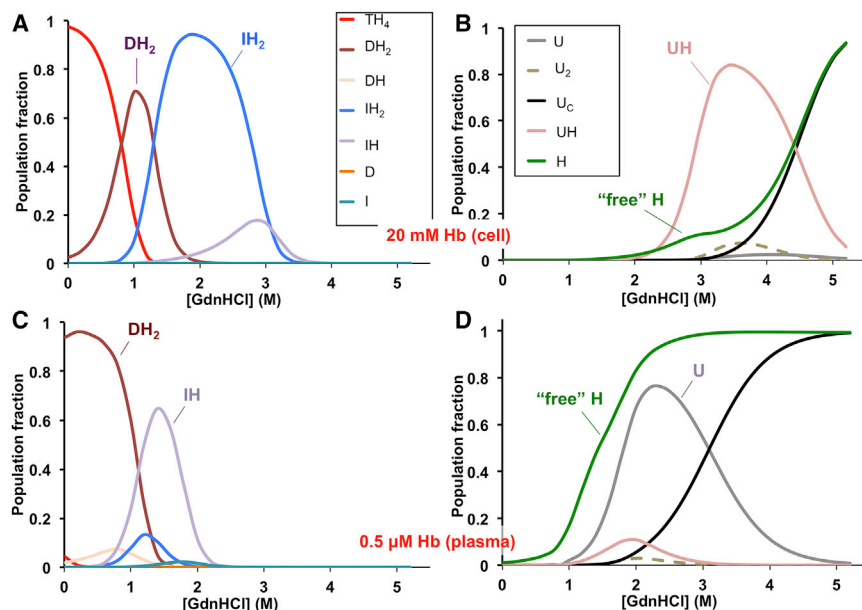 A
Population fraction
1
0.8
0.6
0.4
0.2
0
0 1 2 3 4 5
[GdnHCl] (M)
DH₂
IH₂
TH₄
DH₂
DH
IH₂
IH
D
I
20 mM Hb (cell)
B
Population fraction
1
0.8
0.6
0.4
0.2
0
0 1 2 3 4 5
[GdnHCl] (M)
U
U₂
U_C
UH
H
UH
“free” H
C
Population fraction
1
0.8
0.6
0.4
0.2
0
0 1 2 3 4 5
[GdnHCl] (M)
DH₂
IH
0.5 µM Hb (plasma)
D
Population fraction
1
0.8
0.6
0.4
0.2
0
0 1 2 3 4 5
[GdnHCl] (M)
“free” H
U